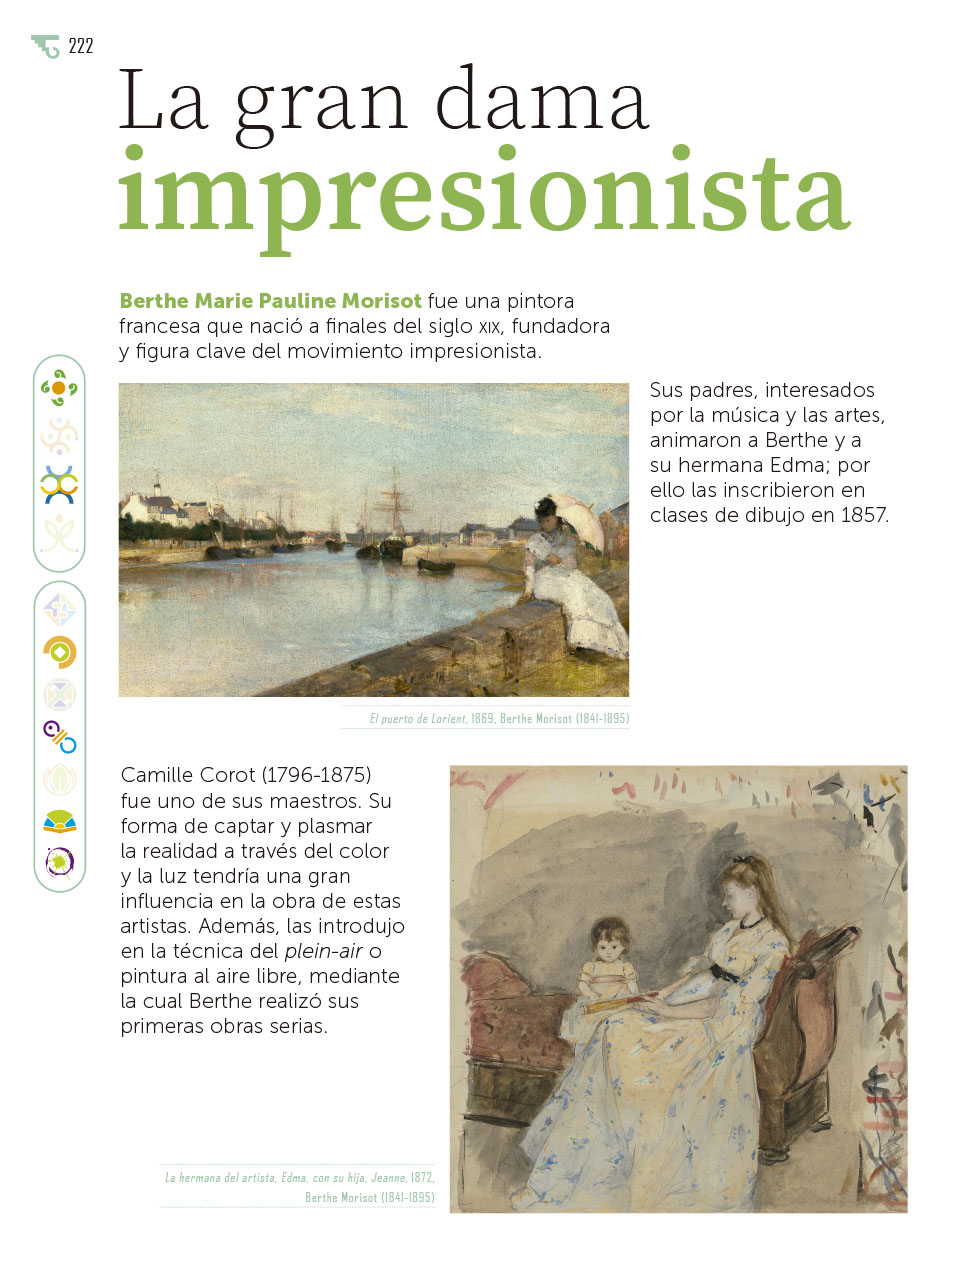 222
La gran dama
impresionista
Berthe Marie Pauline Morisot fue una pintora
francesa que nació a finales del siglo XIX, fundadora
y figura clave del movimiento impresionista.
Sus padres, interesados
por la música y las artes,
animaron a Berthe y a
su hermana Edma; por
ello las inscribieron en
clases de dibujo en 1857.
El puerto de Lorient, 1869, Berthe Morisot (1841-1895)
Camille Corot (1796-1875)
fue uno de sus maestros. Su
forma de captar y plasmar
la realidad a través del color
y la luz tendría una gran
influencia en la obra de estas
artistas. Además, las introdujo
en la técnica del plein-air o
pintura al aire libre, mediante
la cual Berthe realizó sus
primeras obras serias.
La hermana del artista, Edma, con su hija, Jeanne, 1872,
Berthe Morisot (1841-1895)